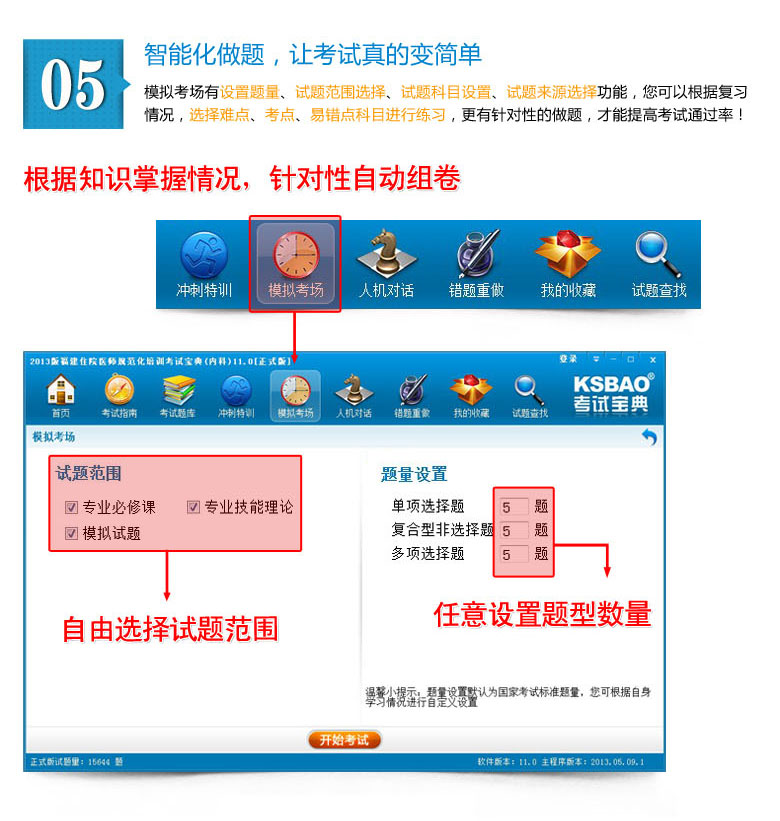 05
智能化做题，让考试真的变简单
模拟考场有设置题量、试题范围选择、试题科目设置、试题来源选择功能，您可以根据复习
情况，选择难点、考点、易错点科目进行练习，更有针对性的做题，才能提高考试通过率！
根据知识掌握情况，针对性自动组卷
冲刺特训 模拟考场 人机对话 错题重做 我的收藏 试题查找
2013版福建住院医师规范化培训考试宝典(内科)11.0[正式版] 登录
首页 考试指南 考试题库 冲刺特训 模拟考场 人机对话 错题重做 我的收藏 试题查找
KSBAO®
考试宝典
模拟考场
试题范围
专业必修课 专业技能理论
模拟试题
题量设置
单项选择题 5 题
复合型非选择题 5 题
多项选择题 5 题
自由选择试题范围
任意设置题型数量
温馨小提示：题量设置默认为国家考试标准题量，您可根据自身
学习情况进行自定义设置
开始考试
正式版试题量：15644 题
软件版本：11.0 主程序版本：2013.05.09.1